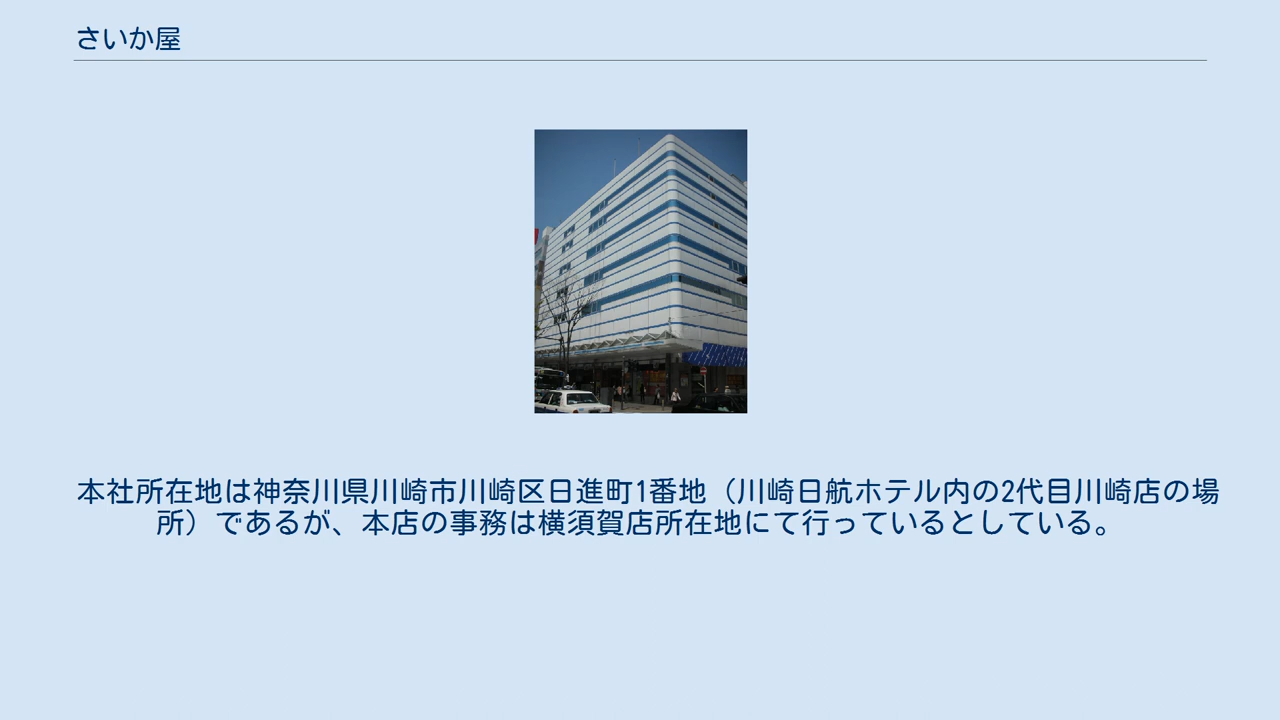 さいか屋
本社所在地は神奈川県川崎市川崎区日進町1番地（川崎日航ホテル内の2代目川崎店の場
所）であるが、本店の事務は横須賀店所在地にて行っているとしている。